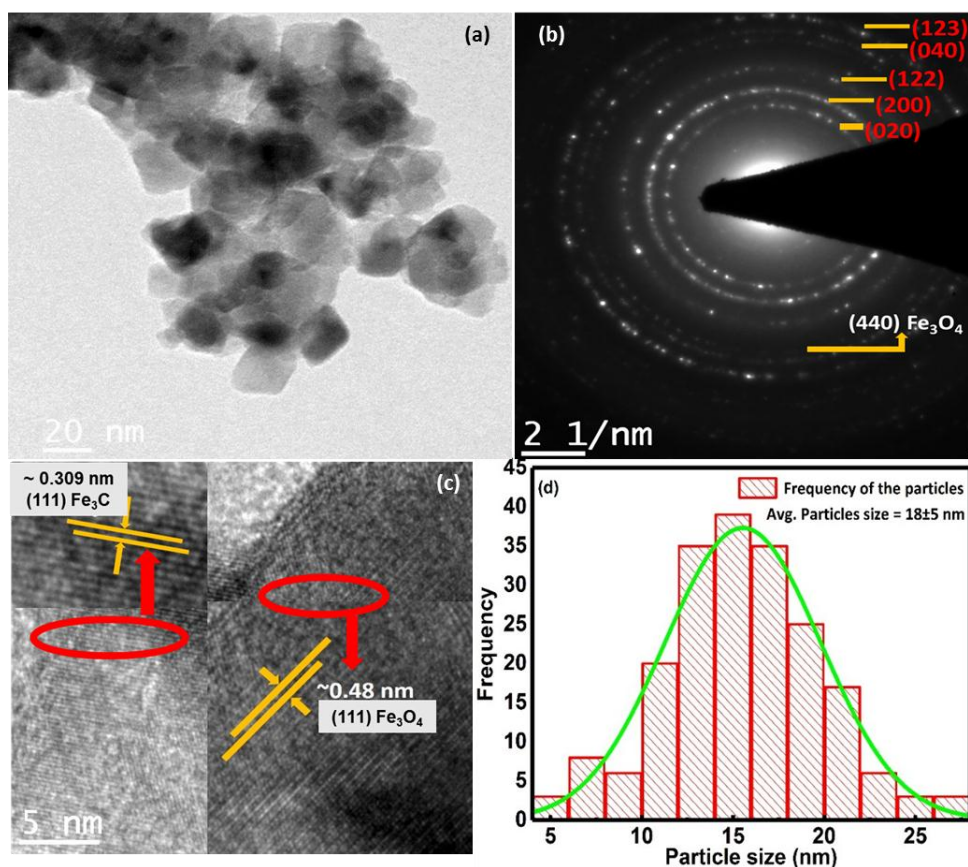 (a)
20 nm
(b)
(123)
(040)
(122)
(200)
(020)
(440) Fe₃O₄
2 1/nm
(c)
~ 0.309 nm
(111) Fe₃C
~0.48 nm
(111) Fe₃O₄
5 nm
(d)
Frequency of the particles
Avg. Particles size = 18±5 nm
Frequency
45
40
35
30
25
20
15
10
5
0
5
10
15
20
25
Particle size (nm)